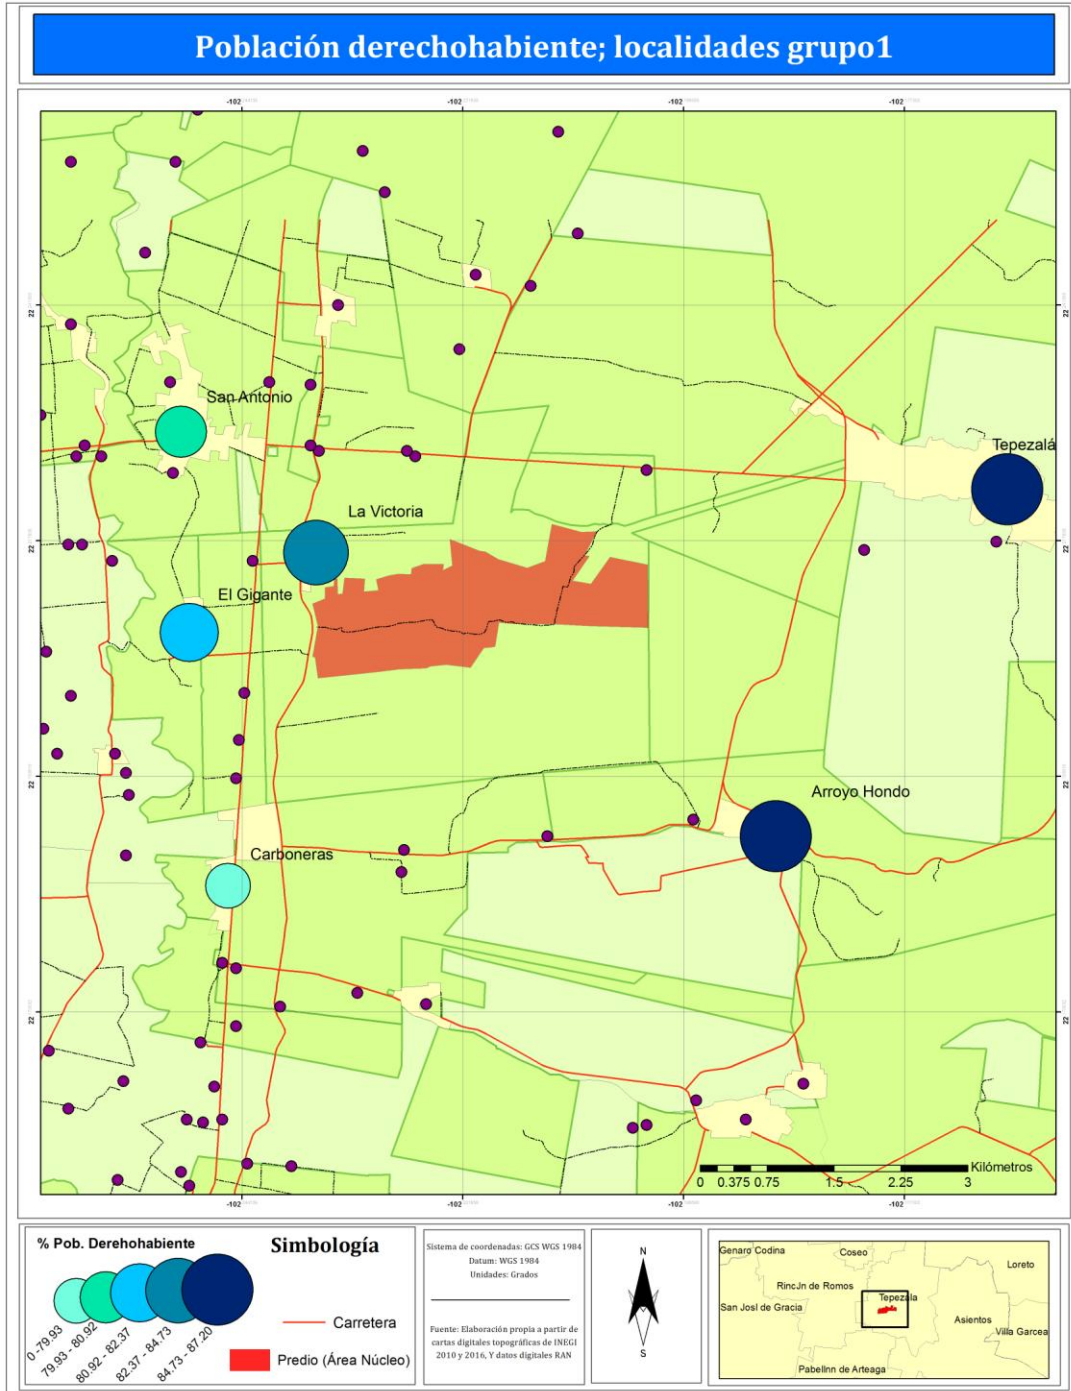 Población derechohabiente; localidades grupo1
-102
-102
-102
-102
22
22
San Antonio
Tepezalá
La Victoria
22
22
El Gigante
22
22
Arroyo Hondo
Carboneras
22
22
Kilómetros
0 0.375 0.75 1.5 2.25 3
-102
-102
-102
-102
% Pob. Derehohabiente
Simbología
0 -79.93
79.93 - 80.92
80.92 - 82.37
82.37 - 84.73
84.73 - 87.20
Carretera
Predio (Área Núcleo)
Sistema de coordenadas: GCS WGS 1984
Datum: WGS 1984
Unidades: Grados
Fuente: Elaboración propia a partir de
cartas digitales topográficas de INEGI
2010 y 2016, Y datos digitales RAN
N
S
Genaro Codina
Coseo
Loreto
RincJn de Romos
Tepezala
San Josl de Gracia
Asientos
Villa Garcea
Pabellnn de Arteaga